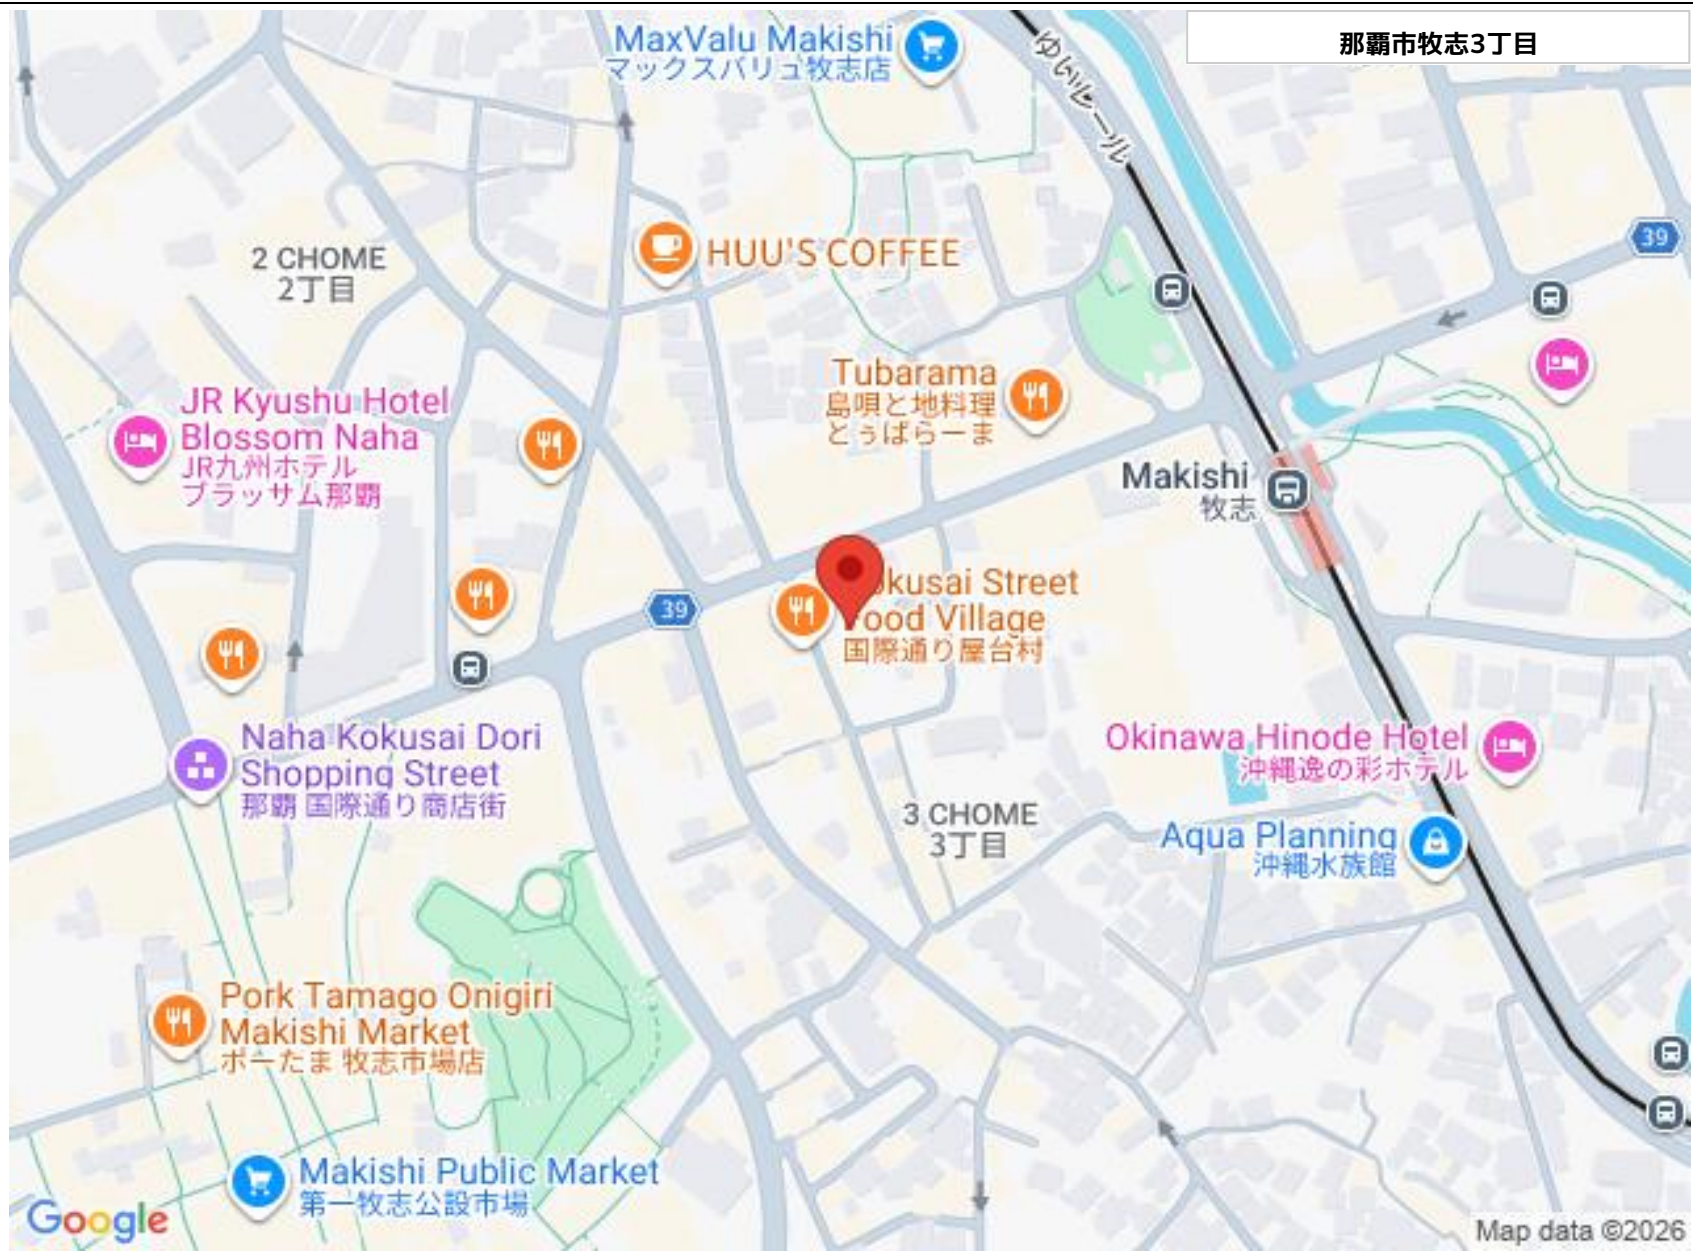 那覇市牧志3丁目
MaxValu Makishi
マックスバリュ牧志店
ゆいレール
39
2 CHOME
2丁目
HUU'S COFFEE
Tubarama
島唄と地料理
とぅばらーま
JR Kyushu Hotel
Blossom Naha
JR九州ホテル
ブラッサム那覇
Makishi
牧志
39
okusai Street
Food Village
国際通り屋台村
Naha Kokusai Dori
Shopping Street
那覇 国際通り商店街
Okinawa Hinode Hotel
沖縄逸の彩ホテル
3 CHOME
3丁目
Aqua Planning
沖縄水族館
Pork Tamago Onigiri
Makishi Market
ポーたま 牧志市場店
Makishi Public Market
第一牧志公設市場
Google
Map data ©2026